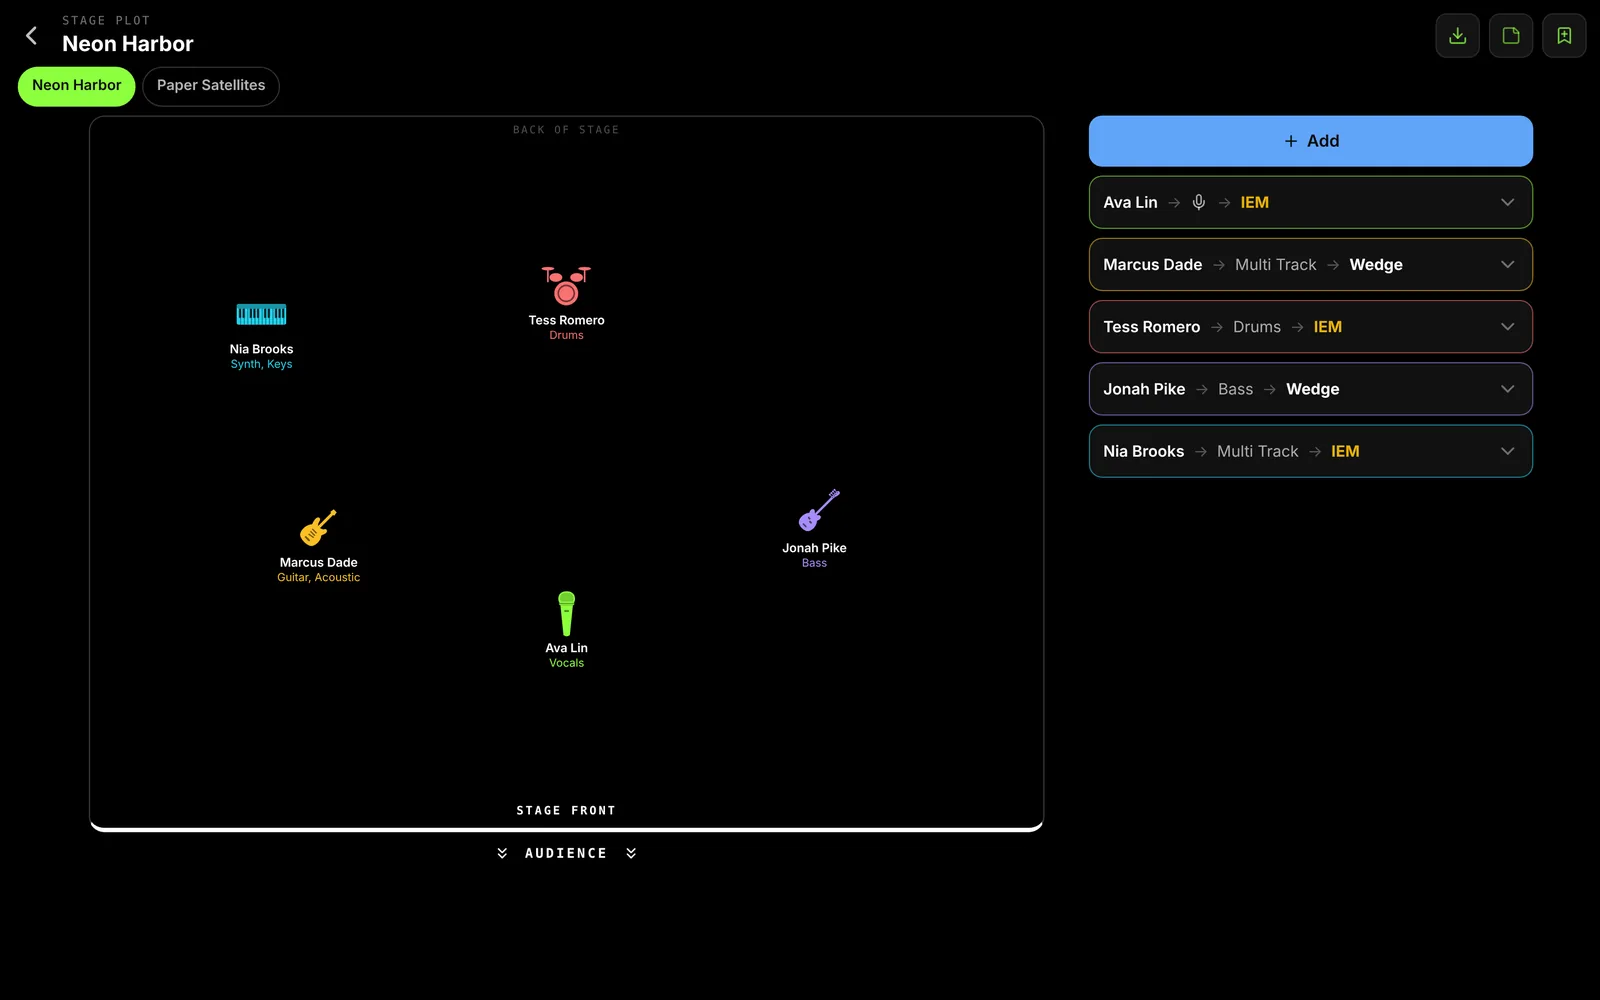 STAGE PLOT
Neon Harbor
Neon Harbor
Paper Satellites
BACK OF STAGE
Tess Romero
Drums
Nia Brooks
Synth, Keys
Jonah Pike
Bass
Marcus Dade
Guitar, Acoustic
Ava Lin
Vocals
STAGE FRONT
AUDIENCE
+ Add
Ava Lin → → IEM
Marcus Dade → Multi Track → Wedge
Tess Romero → Drums → IEM
Jonah Pike → Bass → Wedge
Nia Brooks → Multi Track → IEM